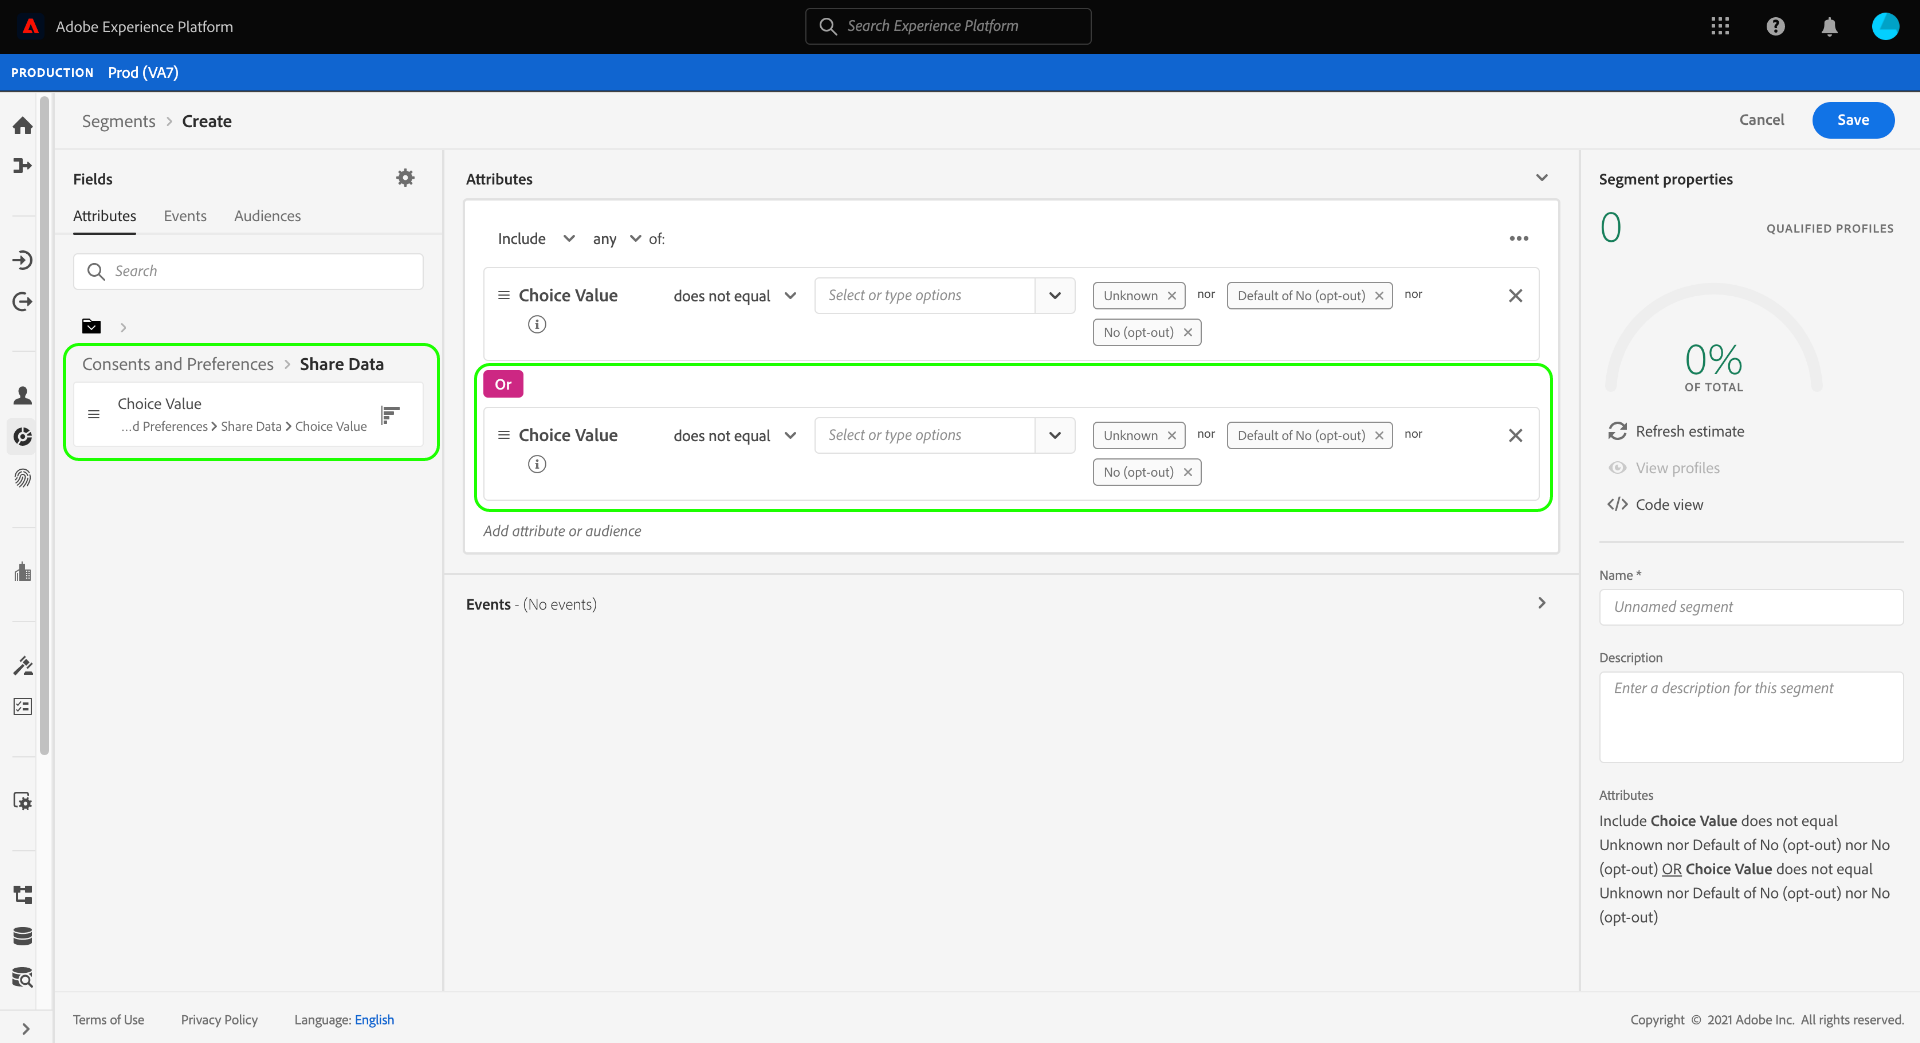 Adobe Experience Platform
Search Experience Platform
PRODUCTION Prod (VA7)
Segments > Create
Cancel
Save
Fields
Attributes Events Audiences
Search
Consents and Preferences > Share Data
Choice Value
...d Preferences > Share Data > Choice Value
Attributes
Include any of:
Choice Value does not equal Select or type options Unknown nor Default of No (opt-out) nor
No (opt-out)
Or
Choice Value does not equal Select or type options Unknown nor Default of No (opt-out) nor
No (opt-out)
Add attribute or audience
Events - (No events)
Segment properties
0 QUALIFIED PROFILES
0%
OF TOTAL
Refresh estimate
View profiles
Code view
Name *
Unnamed segment
Description
Enter a description for this segment
Attributes
Include Choice Value does not equal
Unknown nor Default of No (opt-out) nor No
(opt-out) OR Choice Value does not equal
Unknown nor Default of No (opt-out) nor No
(opt-out)
Terms of Use Privacy Policy Language: English
Copyright © 2021 Adobe Inc. All rights reserved.